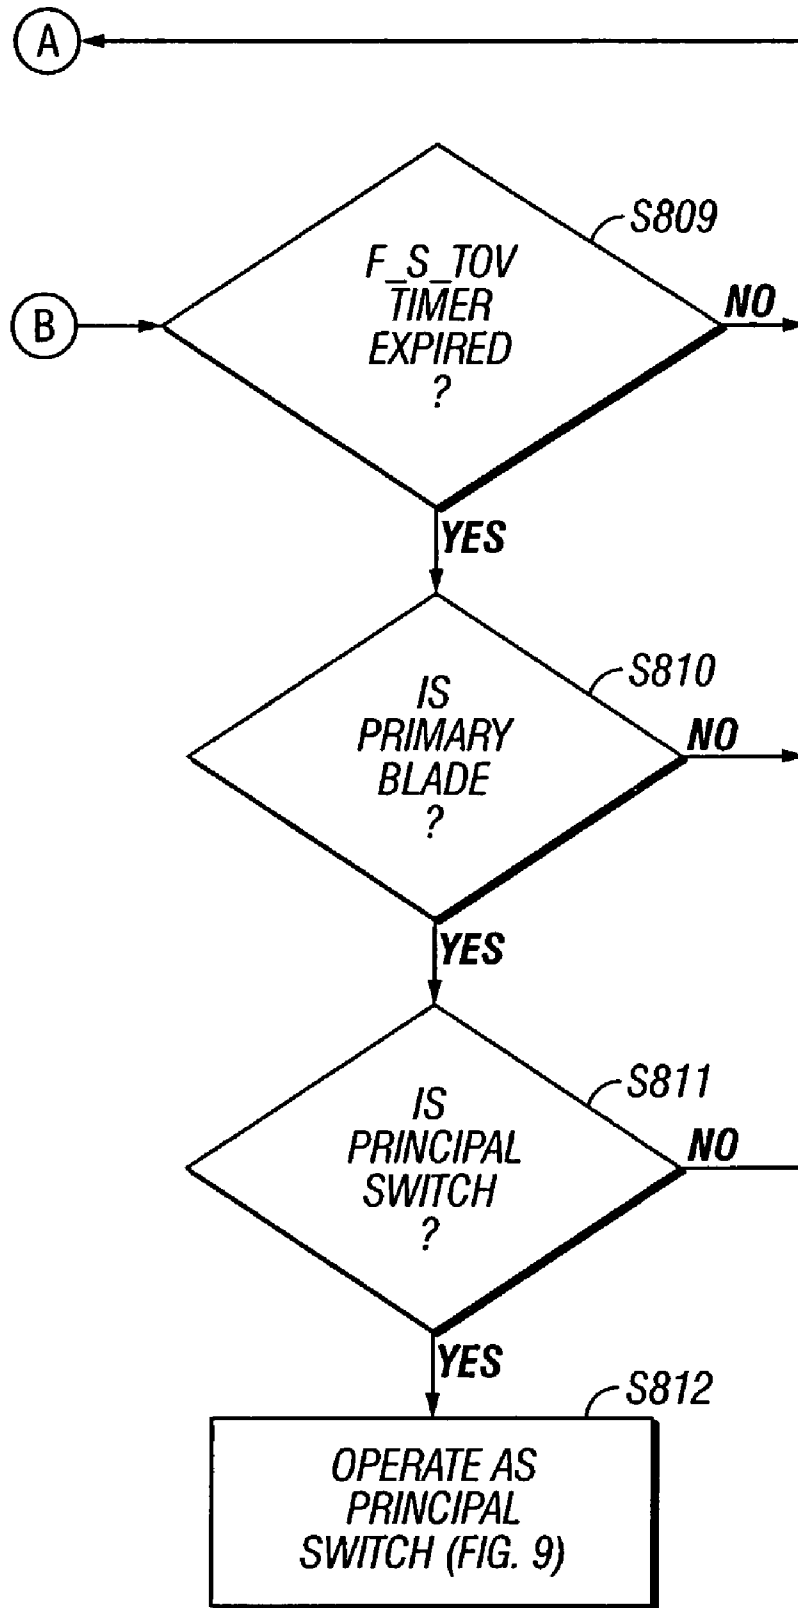 A
S809
F_S_TOV
TIMER
EXPIRED
?
B
NO
YES
S810
IS
PRIMARY
BLADE
?
NO
YES
S811
IS
PRINCIPAL
SWITCH
?
NO
YES
S812
OPERATE AS
PRINCIPAL
SWITCH (FIG. 9)